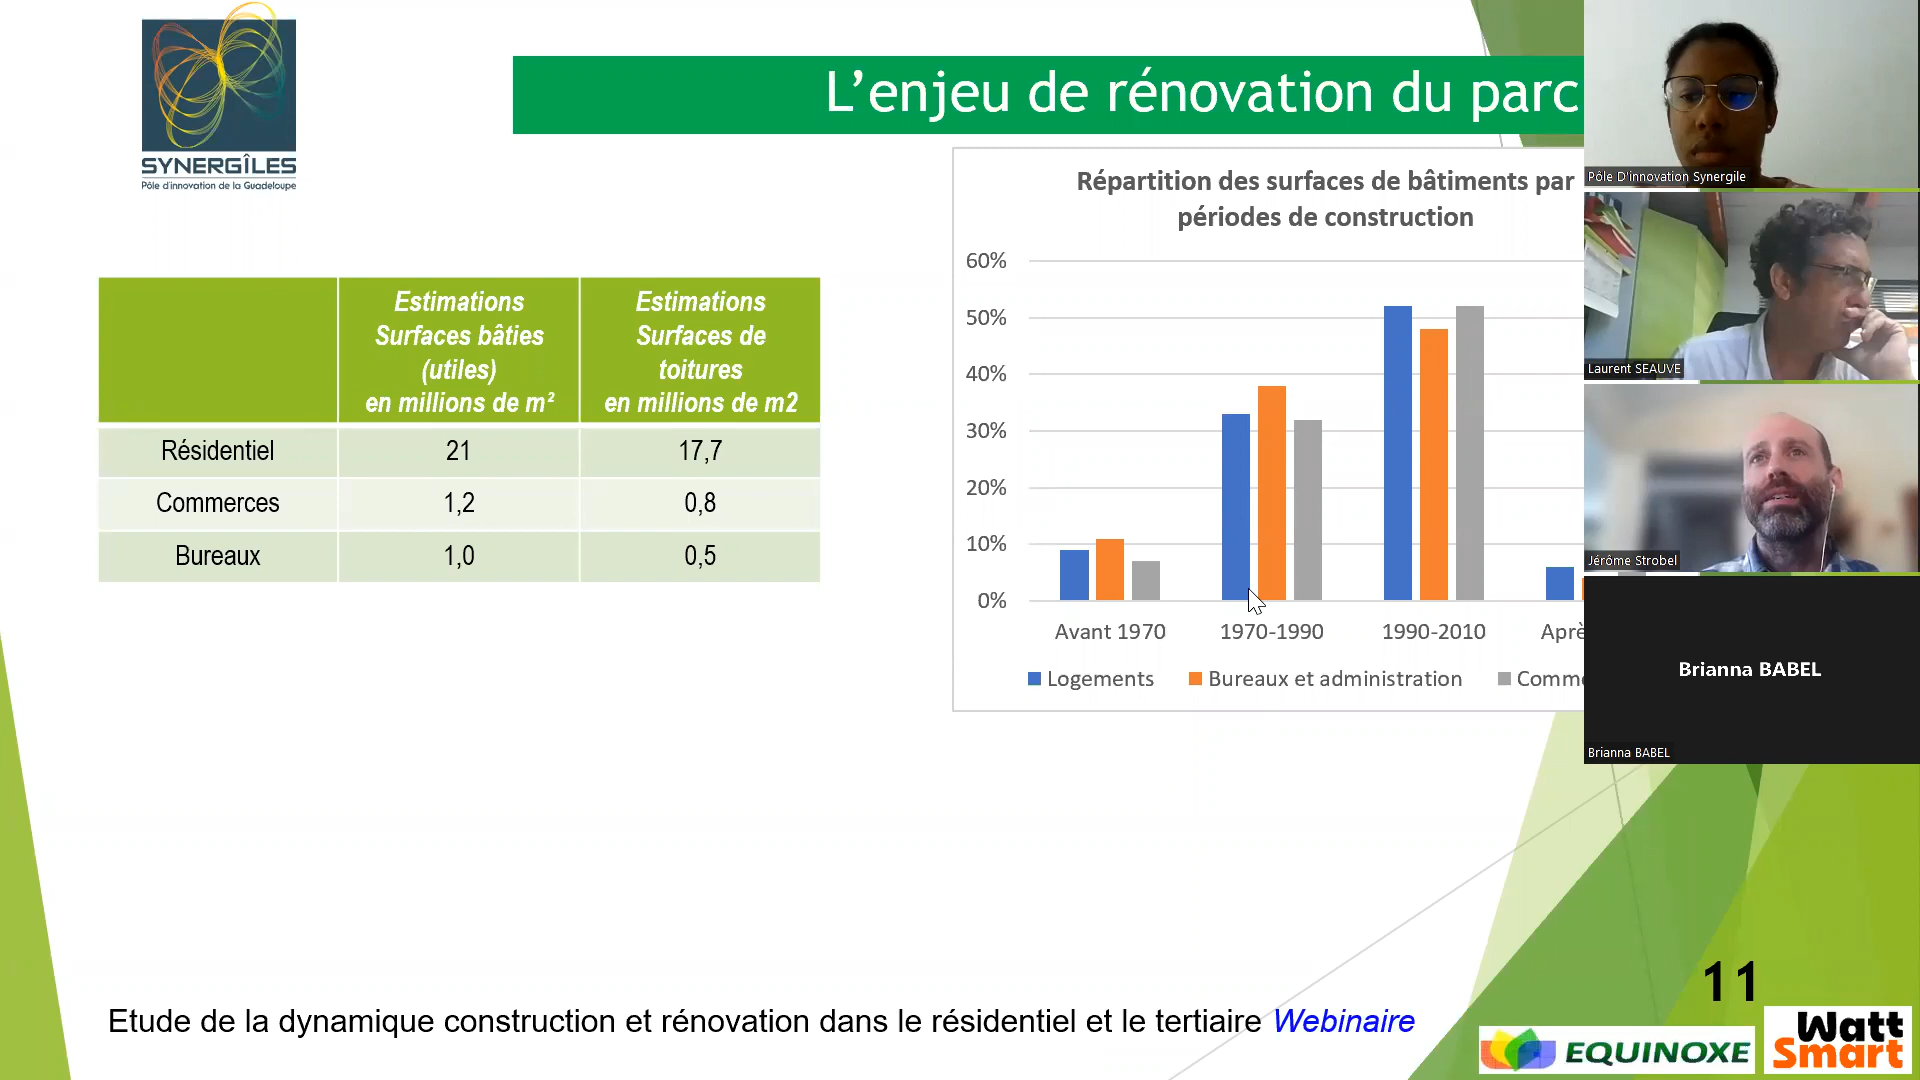 SYNERGÎLES
Pôle d'innovation de la Guadeloupe
L'enjeu de rénovation du parc
Estimations
Surfaces bâties
(utiles)
en millions de m²
Estimations
Surfaces de
toitures
en millions de m2
Résidentiel 21 17,7
Commerces 1,2 0,8
Bureaux 1,0 0,5
Répartition des surfaces de bâtiments par
périodes de construction
60%
50%
40%
30%
20%
10%
0%
Avant 1970 1970-1990 1990-2010
Logements Bureaux et administration
Pôle D'innovation Synergile
Laurent SEAUVE
Jérôme Strobel
Brianna BABEL
Brianna BABEL
11
Etude de la dynamique construction et rénovation dans le résidentiel et le tertiaire Webinaire
EQUINOXE
Watt
Smart